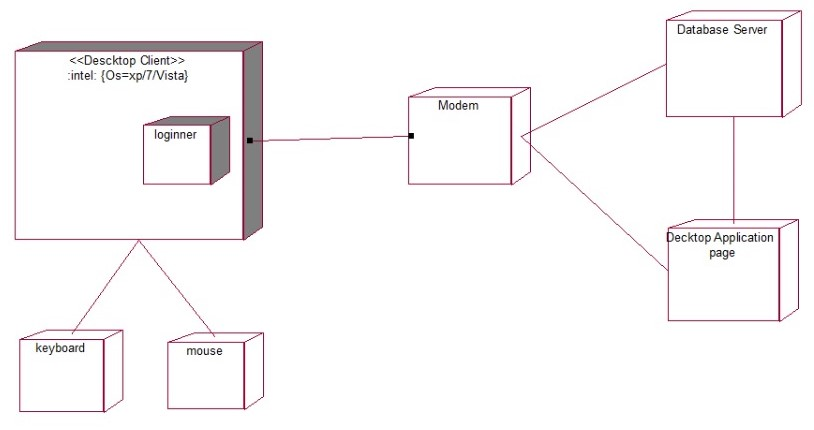 <<Descktop Client>>
:intel: {Os=xp/7/Vista}
loginner
Modem
Database Server
Decktop Application
page
keyboard
mouse